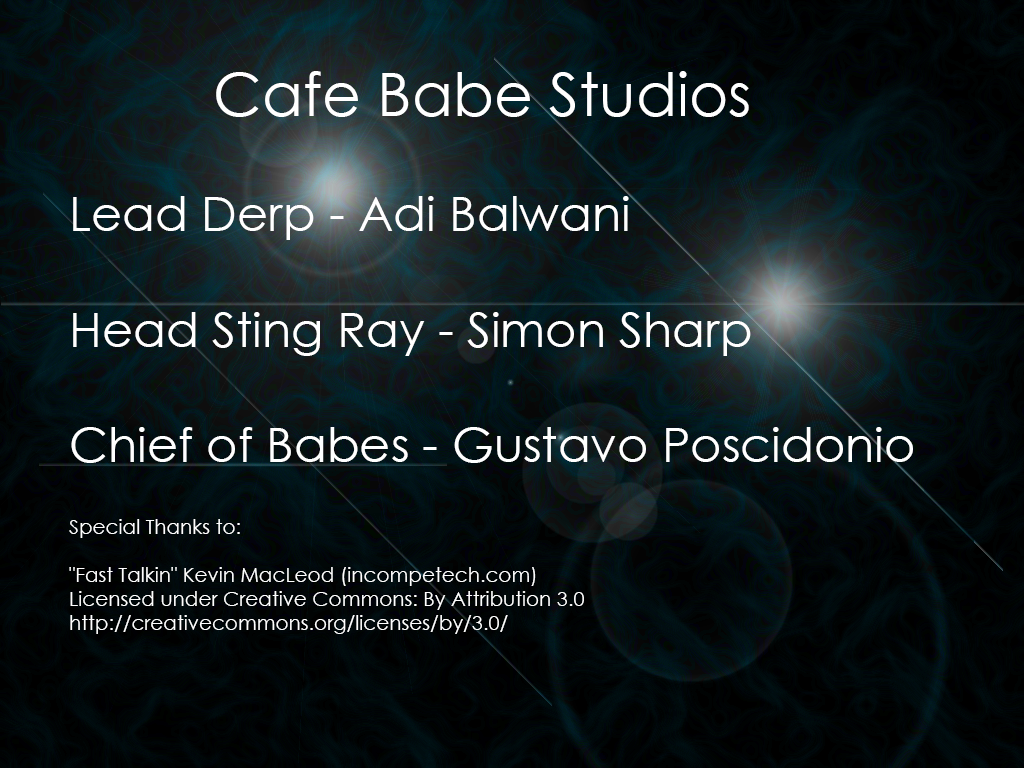 Cafe Babe Studios
Lead Derp - Adi Balwani
Head Sting Ray - Simon Sharp
Chief of Babes - Gustavo Poscidonio
Special Thanks to:
"Fast Talkin" Kevin MacLeod (incompetech.com)
Licensed under Creative Commons: By Attribution 3.0
http://creativecommons.org/licenses/by/3.0/